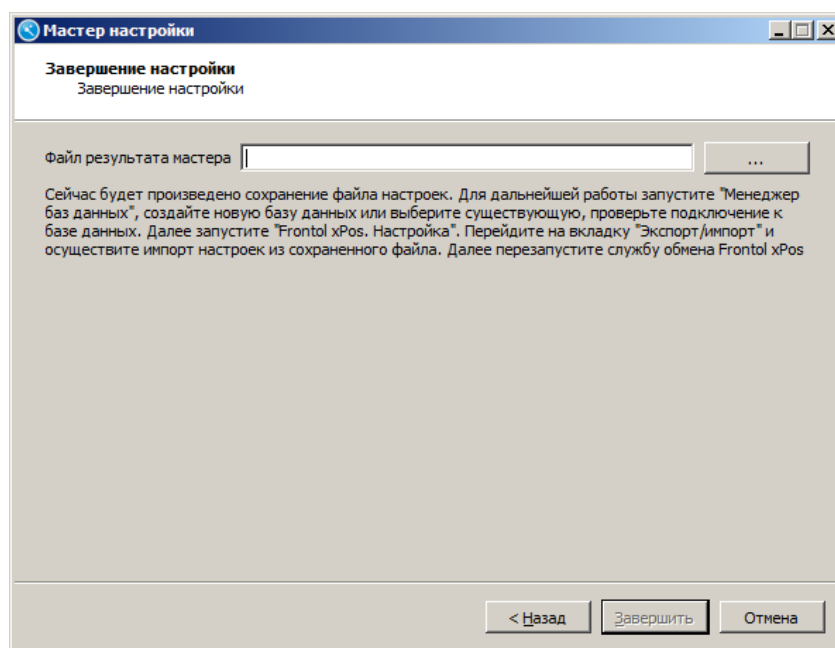 Мастер настройки
Завершение настройки
Завершение настройки
Файл результата мастера
...
Сейчас будет произведено сохранение файла настроек. Для дальнейшей работы запустите "Менеджер
баз данных", создайте новую базу данных или выберите существующую, проверьте подключение к
базе данных. Далее запустите "Frontol xPos. Настройка". Перейдите на вкладку "Экспорт/импорт" и
осуществите импорт настроек из сохраненного файла. Далее перезапустите службу обмена Frontol xPos
< Назад
Завершить
Отмена